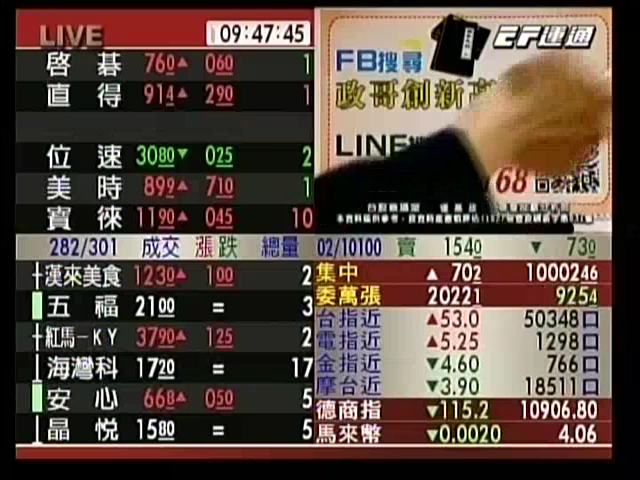 LIVE 09:47:45
啓碁 760▲ 060 1
直得 914▲ 290 1
位速 3080▼ 025 2
美時 899▲ 710 1
寶徠 1190▲ 045 10
282/301 成交 漲跌 總量
漢來美食 1230▲ 100 2
五福 2100 = 3
紅馬-KY 3790▲ 125 2
海灣科 1720 = 17
安心 668▲ 050 5
晶悦 1580 = 5
EF運通
FB搜尋
政哥創新高
LINE
168
02/10100 賣 1540 ▼ 730
集中 ▲702 1000246
委萬張 20221 9254
台指近 ▲53.0 50348口
電指近 ▲5.25 1298口
金指近 ▼4.60 766口
摩台近 ▼3.90 18511口
德商指 ▼115.2 10906.80
馬來幣 ▼0.0020 4.06